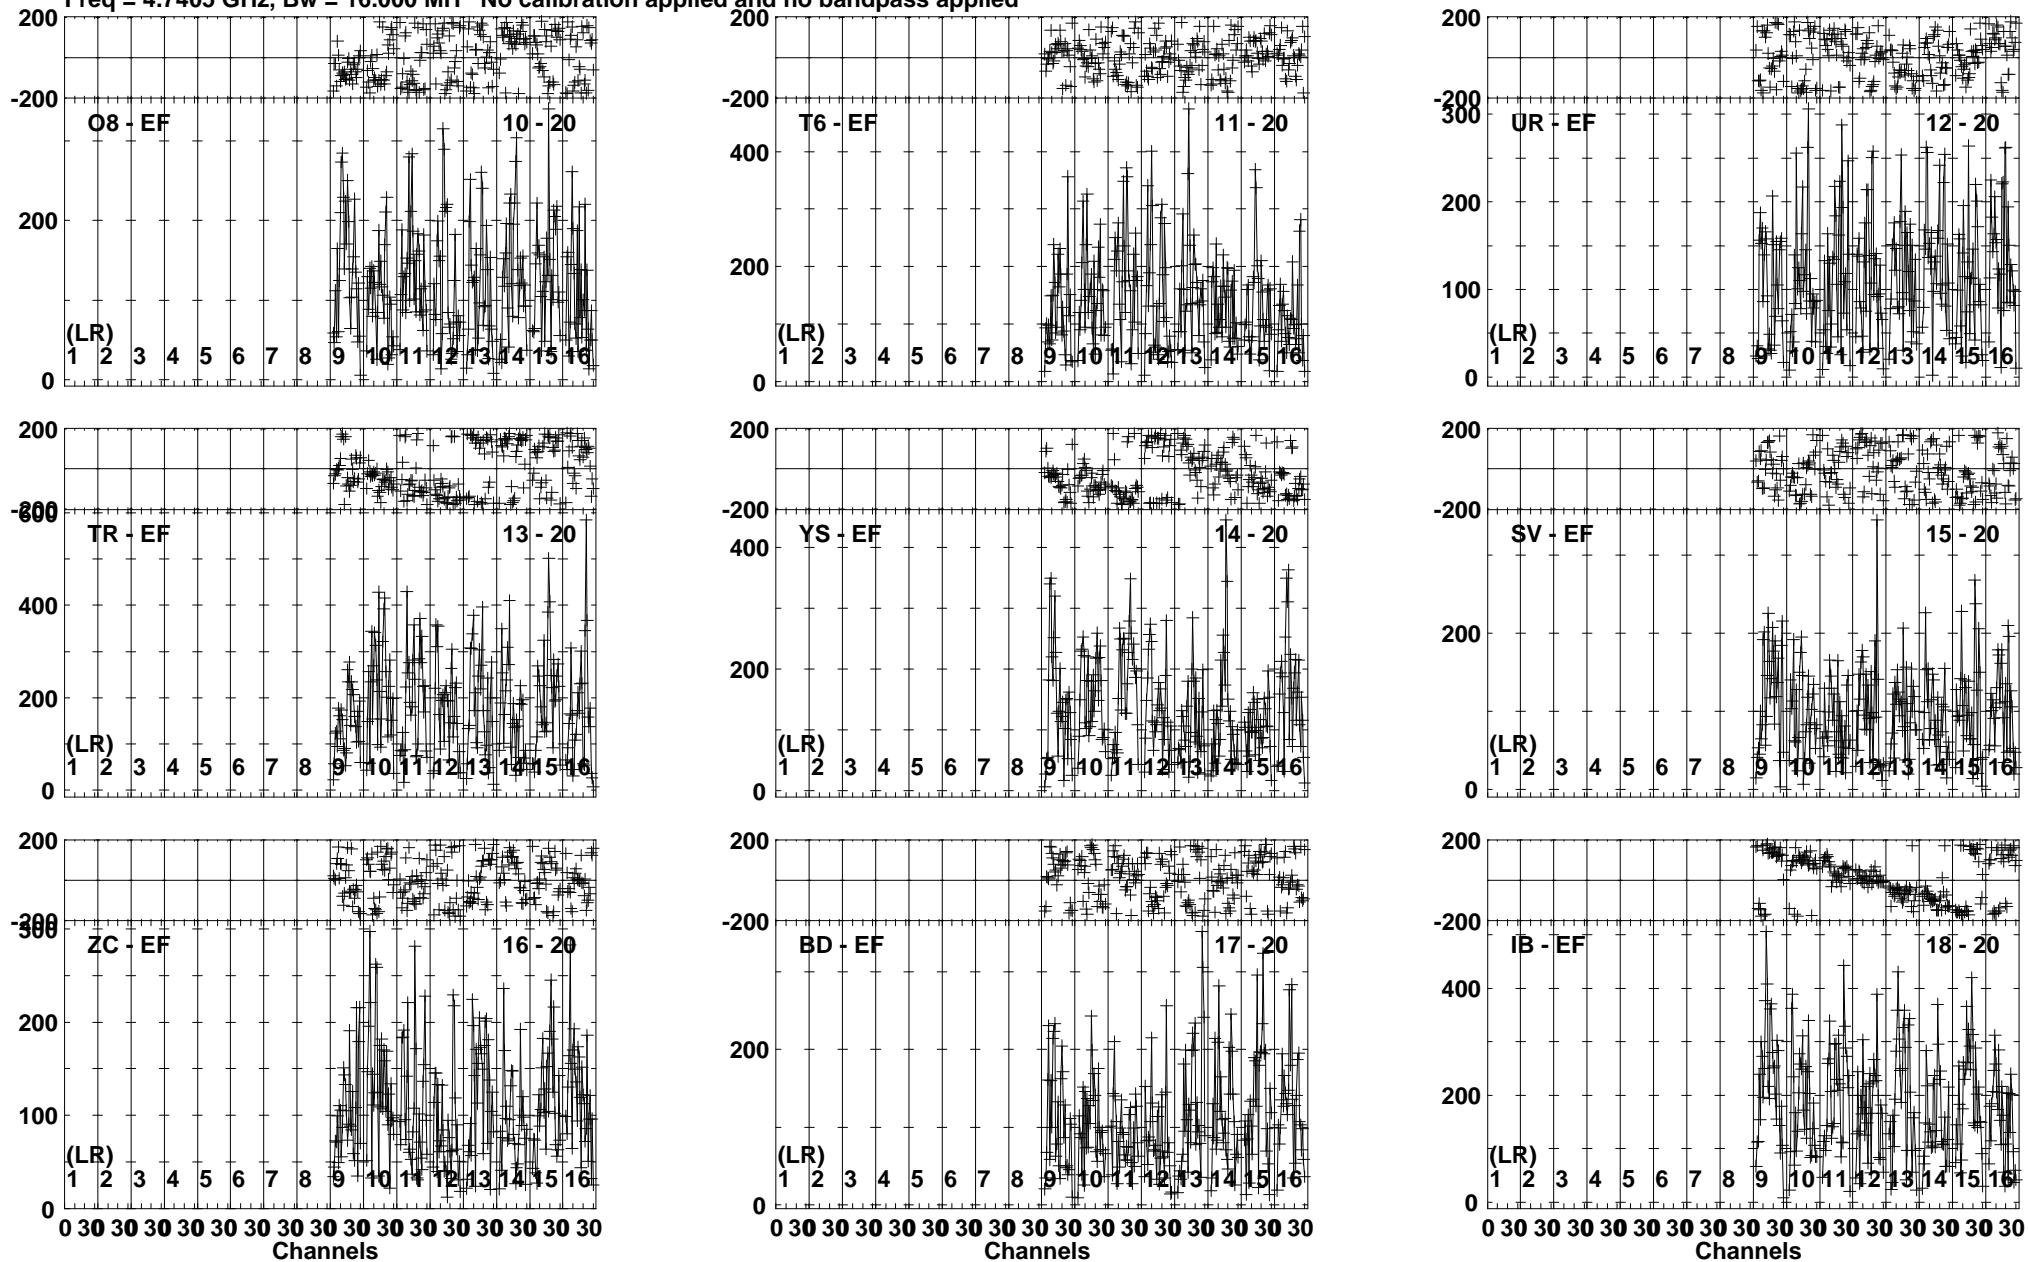 Freq = 4.7405 GHz, Bw = 16.000 MH No calibration applied and no bandpass applied
200 200 200
-200 -200 -200
O8 - EF 10 - 20 T6 - EF 11 - 20 UR - EF 12 - 20
300
400
200 200 200
100
(LR) (LR) (LR)
1 2 3 4 5 6 7 8 9 10 11 12 13 14 15 16 1 2 3 4 5 6 7 8 9 10 11 12 13 14 15 16 1 2 3 4 5 6 7 8 9 10 11 12 13 14 15 16
0 0 0
200 200 200
-200 -200 -200
600
TR - EF 13 - 20 YS - EF 14 - 20 SV - EF 15 - 20
400 400
200 200 200
(LR) (LR) (LR)
1 2 3 4 5 6 7 8 9 10 11 12 13 14 15 16 1 2 3 4 5 6 7 8 9 10 11 12 13 14 15 16 1 2 3 4 5 6 7 8 9 10 11 12 13 14 15 16
0 0 0
200 200 200
-200 -200 -200
300
ZC - EF 16 - 20 BD - EF 17 - 20 IB - EF 18 - 20
400
200 200 200
100
(LR) (LR) (LR)
1 2 3 4 5 6 7 8 9 10 11 12 13 14 15 16 1 2 3 4 5 6 7 8 9 10 11 12 13 14 15 16 1 2 3 4 5 6 7 8 9 10 11 12 13 14 15 16
0 0 0
0 30 30 30 30 30 30 30 30 30 30 30 30 30 30 30 30 0 30 30 30 30 30 30 30 30 30 30 30 30 30 30 30 30 0 30 30 30 30 30 30 30 30 30 30 30 30 30 30 30 30
Channels Channels Channels